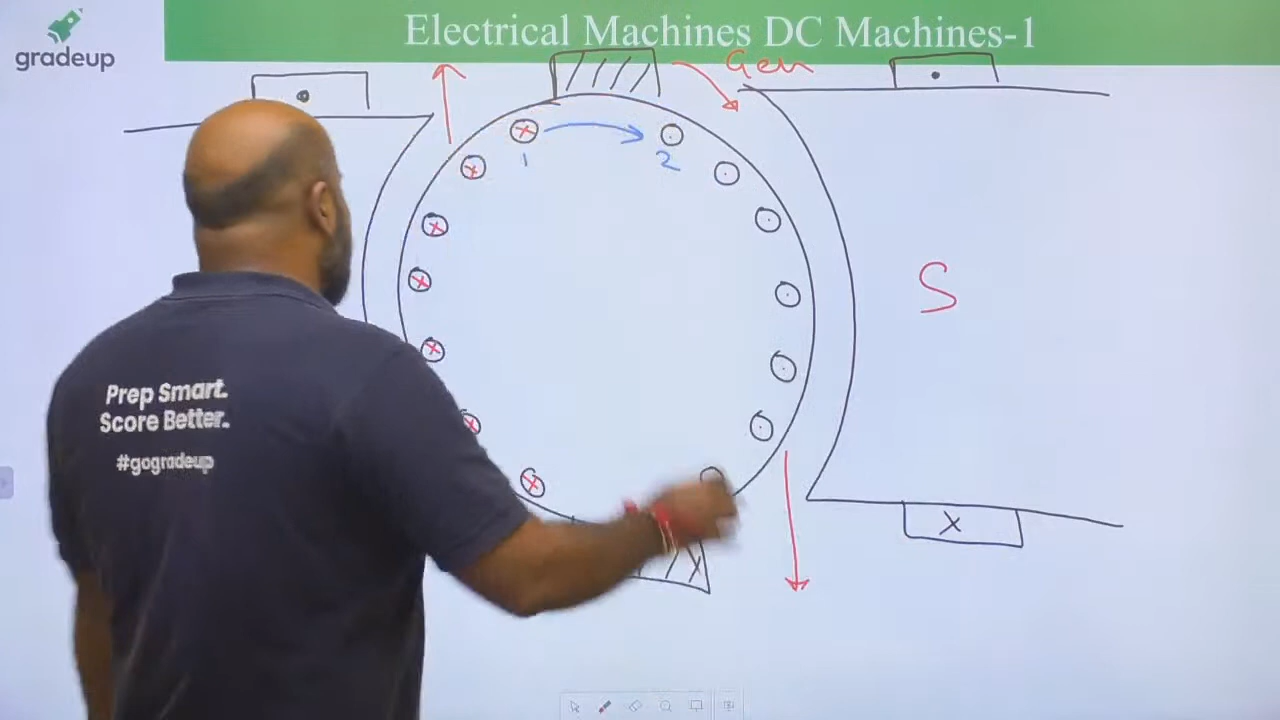 Electrical Machines DC Machines-1
gradeup
Gen
1 2
S
X
Prep Smart.
Score Better.
#gogradeup